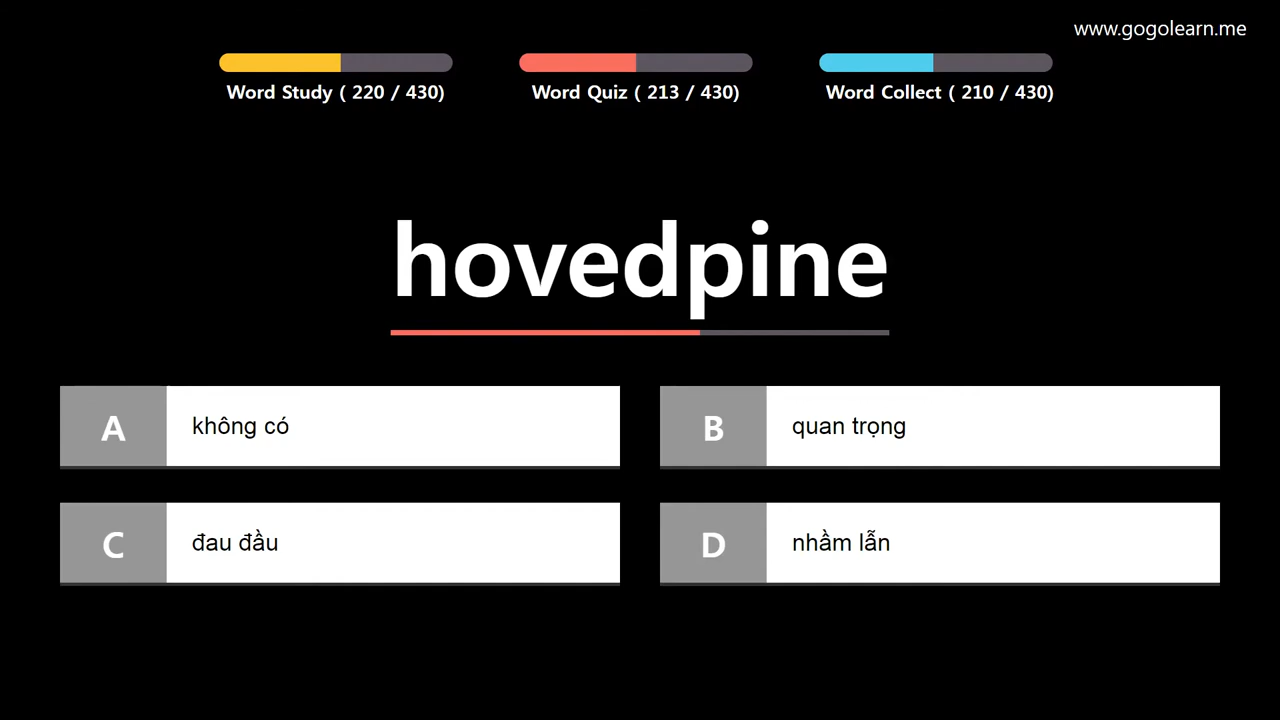 www.gogolearn.me
Word Study ( 220 / 430)
Word Quiz ( 213 / 430)
Word Collect ( 210 / 430)
hovedpine
A không có
B quan trọng
C đau đầu
D nhầm lẫn